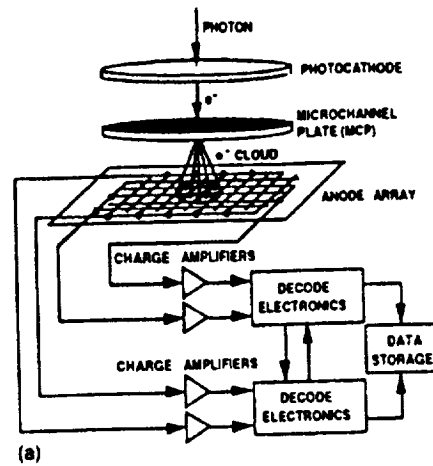 PHOTON
PHOTOCATHODE
e⁻
MICROCHANNEL
PLATE (MCP)
e⁻ CLOUD
ANODE ARRAY
CHARGE AMPLIFIERS
DECODE
ELECTRONICS
DATA
STORAGE
CHARGE AMPLIFIERS
DECODE
ELECTRONICS
(a)